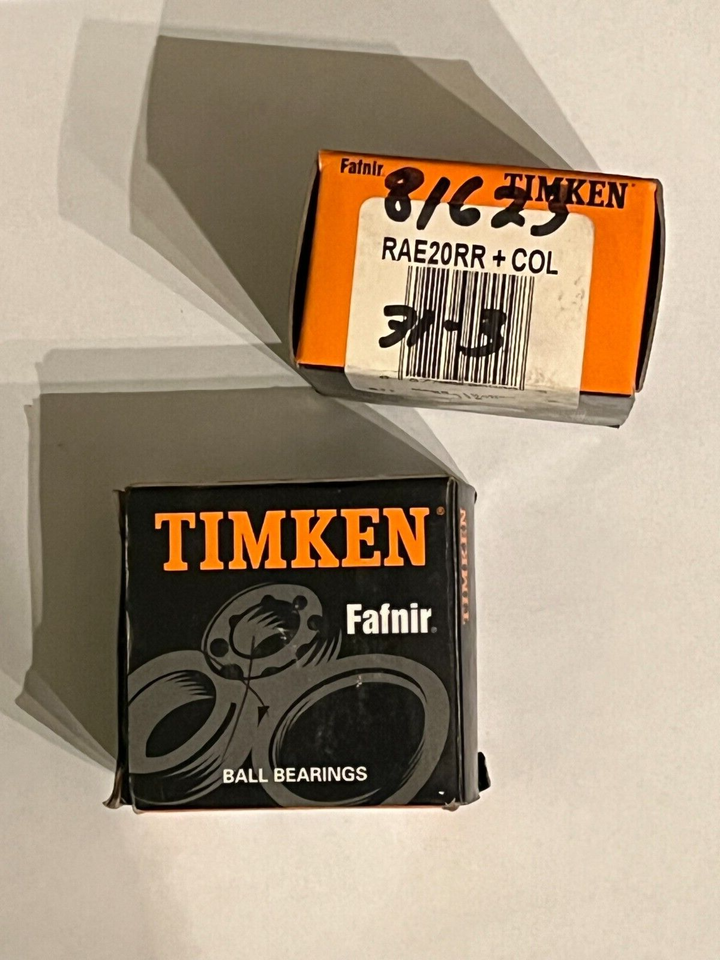 Fafnir®
TIMKEN®
81623
RAE20RR + COL
31-3
TIMKEN®
Fafnir®
BALL BEARINGS
TIMKEN